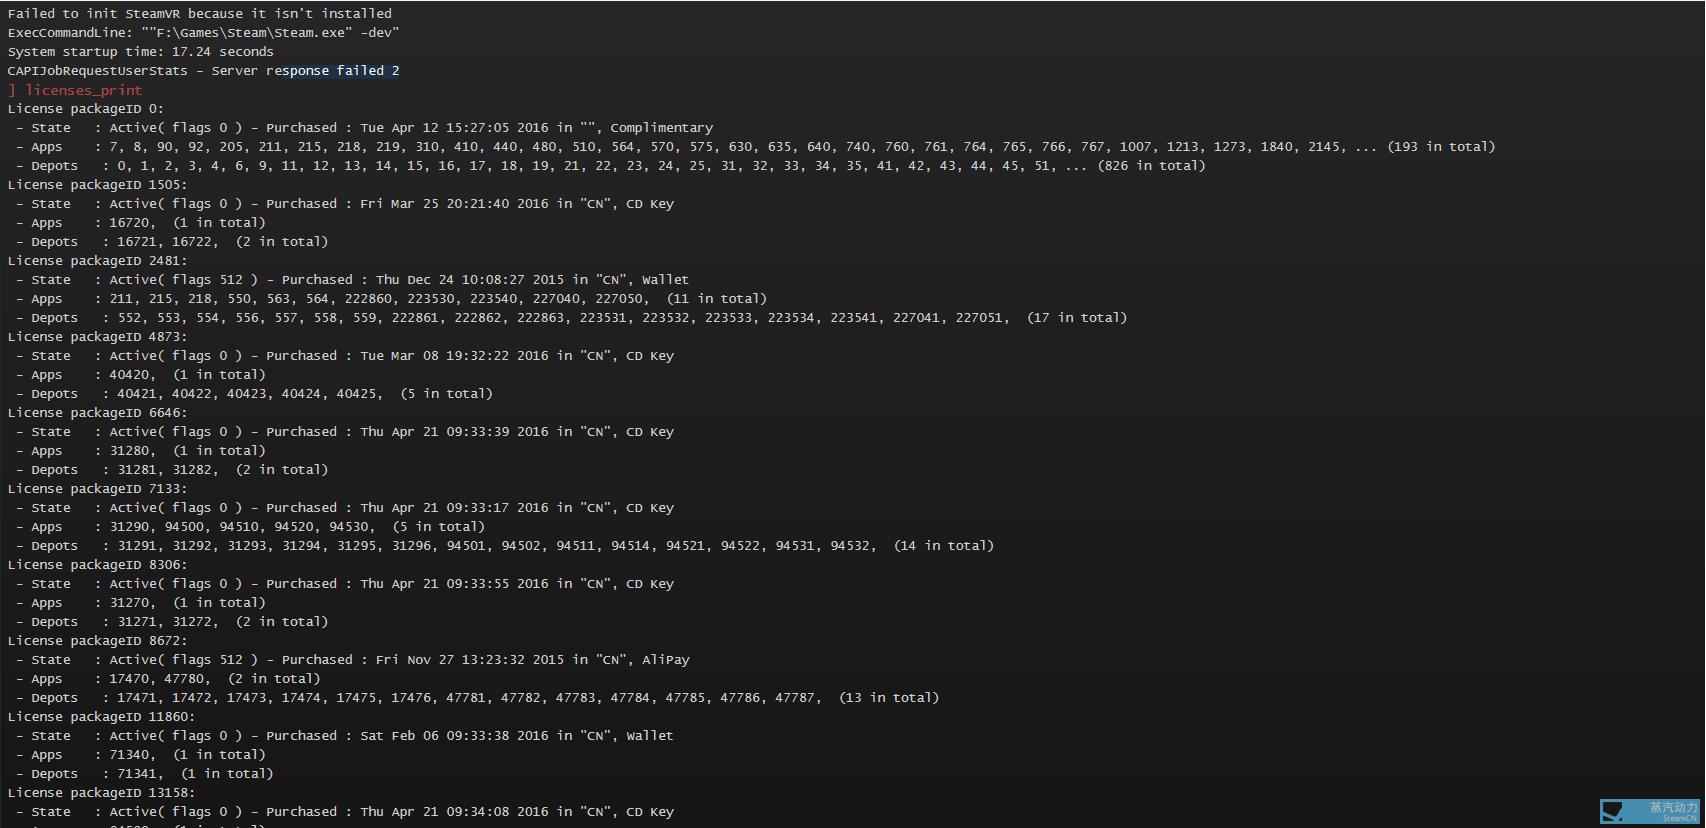 Failed to init SteamVR because it isn't installed
ExecCommandLine: ""F:\Games\Steam\Steam.exe" -dev"
System startup time: 17.24 seconds
CAPIJobRequestUserStats - Server response failed 2
] licenses_print
License packageID 0:
- State : Active( flags 0 ) - Purchased : Tue Apr 12 15:27:05 2016 in "", Complimentary
- Apps : 7, 8, 90, 92, 205, 211, 215, 218, 219, 310, 410, 440, 480, 510, 564, 570, 575, 630, 635, 640, 740, 760, 761, 764, 765, 766, 767, 1007, 1213, 1273, 1840, 2145, ... (193 in total)
- Depots : 0, 1, 2, 3, 4, 6, 9, 11, 12, 13, 14, 15, 16, 17, 18, 19, 21, 22, 23, 24, 25, 31, 32, 33, 34, 35, 41, 42, 43, 44, 45, 51, ... (826 in total)
License packageID 1505:
- State : Active( flags 0 ) - Purchased : Fri Mar 25 20:21:40 2016 in "CN", CD Key
- Apps : 16720, (1 in total)
- Depots : 16721, 16722, (2 in total)
License packageID 2481:
- State : Active( flags 512 ) - Purchased : Thu Dec 24 10:08:27 2015 in "CN", Wallet
- Apps : 211, 215, 218, 550, 563, 564, 222860, 223530, 223540, 227040, 227050, (11 in total)
- Depots : 552, 553, 554, 556, 557, 558, 559, 222861, 222862, 222863, 223531, 223532, 223533, 223534, 223541, 227041, 227051, (17 in total)
License packageID 4873:
- State : Active( flags 0 ) - Purchased : Tue Mar 08 19:32:22 2016 in "CN", CD Key
- Apps : 40420, (1 in total)
- Depots : 40421, 40422, 40423, 40424, 40425, (5 in total)
License packageID 6646:
- State : Active( flags 0 ) - Purchased : Thu Apr 21 09:33:39 2016 in "CN", CD Key
- Apps : 31280, (1 in total)
- Depots : 31281, 31282, (2 in total)
License packageID 7133:
- State : Active( flags 0 ) - Purchased : Thu Apr 21 09:33:17 2016 in "CN", CD Key
- Apps : 31290, 94500, 94510, 94520, 94530, (5 in total)
- Depots : 31291, 31292, 31293, 31294, 31295, 31296, 94501, 94502, 94511, 94514, 94521, 94522, 94531, 94532, (14 in total)
License packageID 8306:
- State : Active( flags 0 ) - Purchased : Thu Apr 21 09:33:55 2016 in "CN", CD Key
- Apps : 31270, (1 in total)
- Depots : 31271, 31272, (2 in total)
License packageID 8672:
- State : Active( flags 512 ) - Purchased : Fri Nov 27 13:23:32 2015 in "CN", AliPay
- Apps : 17470, 47780, (2 in total)
- Depots : 17471, 17472, 17473, 17474, 17475, 17476, 47781, 47782, 47783, 47784, 47785, 47786, 47787, (13 in total)
License packageID 11860:
- State : Active( flags 0 ) - Purchased : Sat Feb 06 09:33:38 2016 in "CN", Wallet
- Apps : 71340, (1 in total)
- Depots : 71341, (1 in total)
License packageID 13158:
- State : Active( flags 0 ) - Purchased : Thu Apr 21 09:34:08 2016 in "CN", CD Key
蒸汽动力
SteamCN